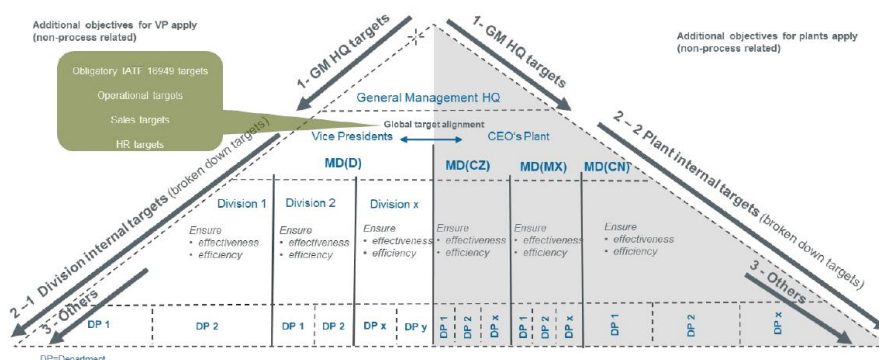 Additional objectives for VP apply
(non-process related)
Additional objectives for plants apply
(non-process related)
1- GM HQ targets
1- GM HQ targets
Obligatory IATF 16949 targets
Operational targets
Sales targets
HR targets
General Management HQ
Global target alignment
Vice Presidents
CEO's Plant
MD(D)
MD(CZ)
MD(MX)
MD(CN)
2 – 1 Division internal targets (broken down targets)
2 – 2 Plant internal targets (broken down targets)
Division 1
Division 2
Division x
Ensure
• effectiveness
• efficiency
Ensure
• effectiveness
• efficiency
Ensure
• effectiveness
• efficiency
Ensure
• effectiveness
• efficiency
Ensure
• effectiveness
• efficiency
Ensure
• effectiveness
• efficiency
3 - Others
3 - Others
DP 1
DP 2
DP 1
DP 2
DP x
DP y
DP 1
DP 2
DP x
DP 1
DP 2
DP x
DP 1
DP 2
DP x
DP=Department